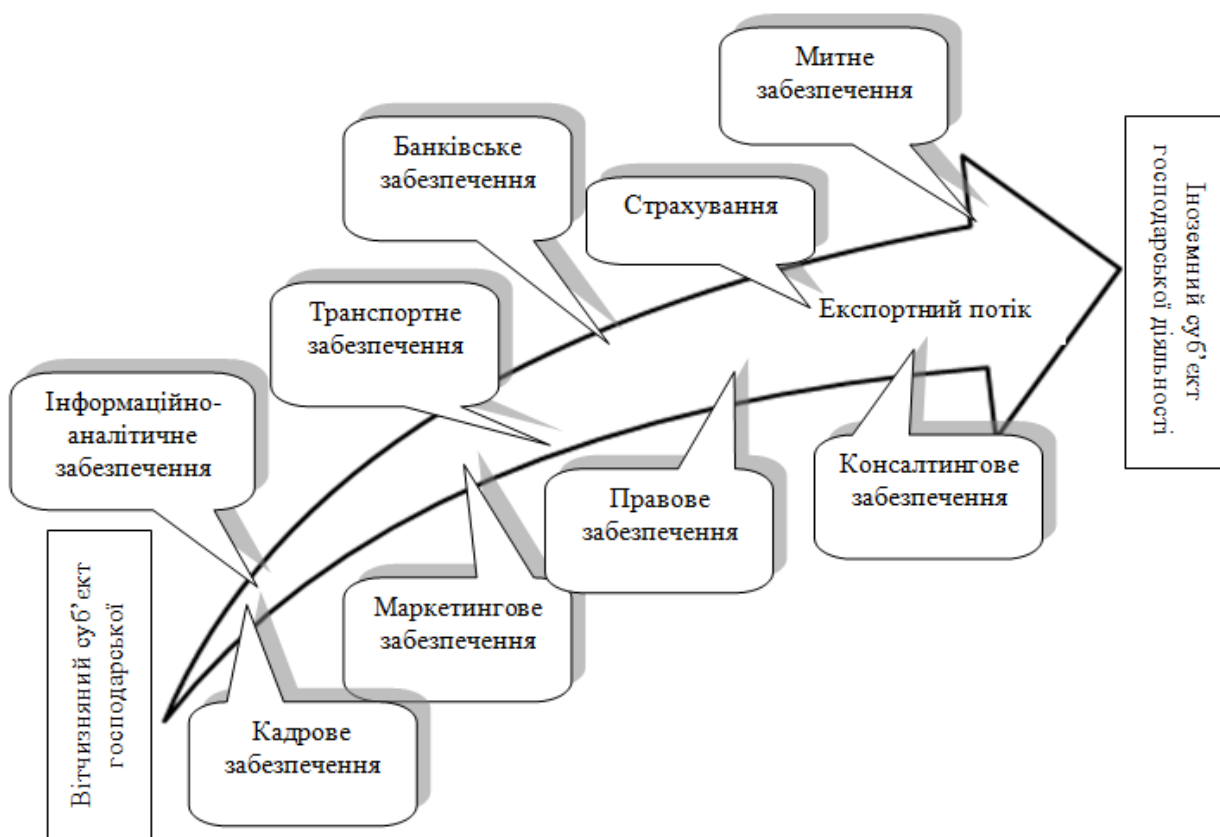 Митне
забезпечення
Банківське
забезпечення
Страхування
Транспортне
забезпечення
Експортний потік
Інформаційно-
аналітичне
забезпечення
Консалтингове
забезпечення
Правове
забезпечення
Маркетингове
забезпечення
Кадрове
забезпечення
Вітчизняний суб’єкт
господарської
Іноземний суб’єкт
господарської діяльності